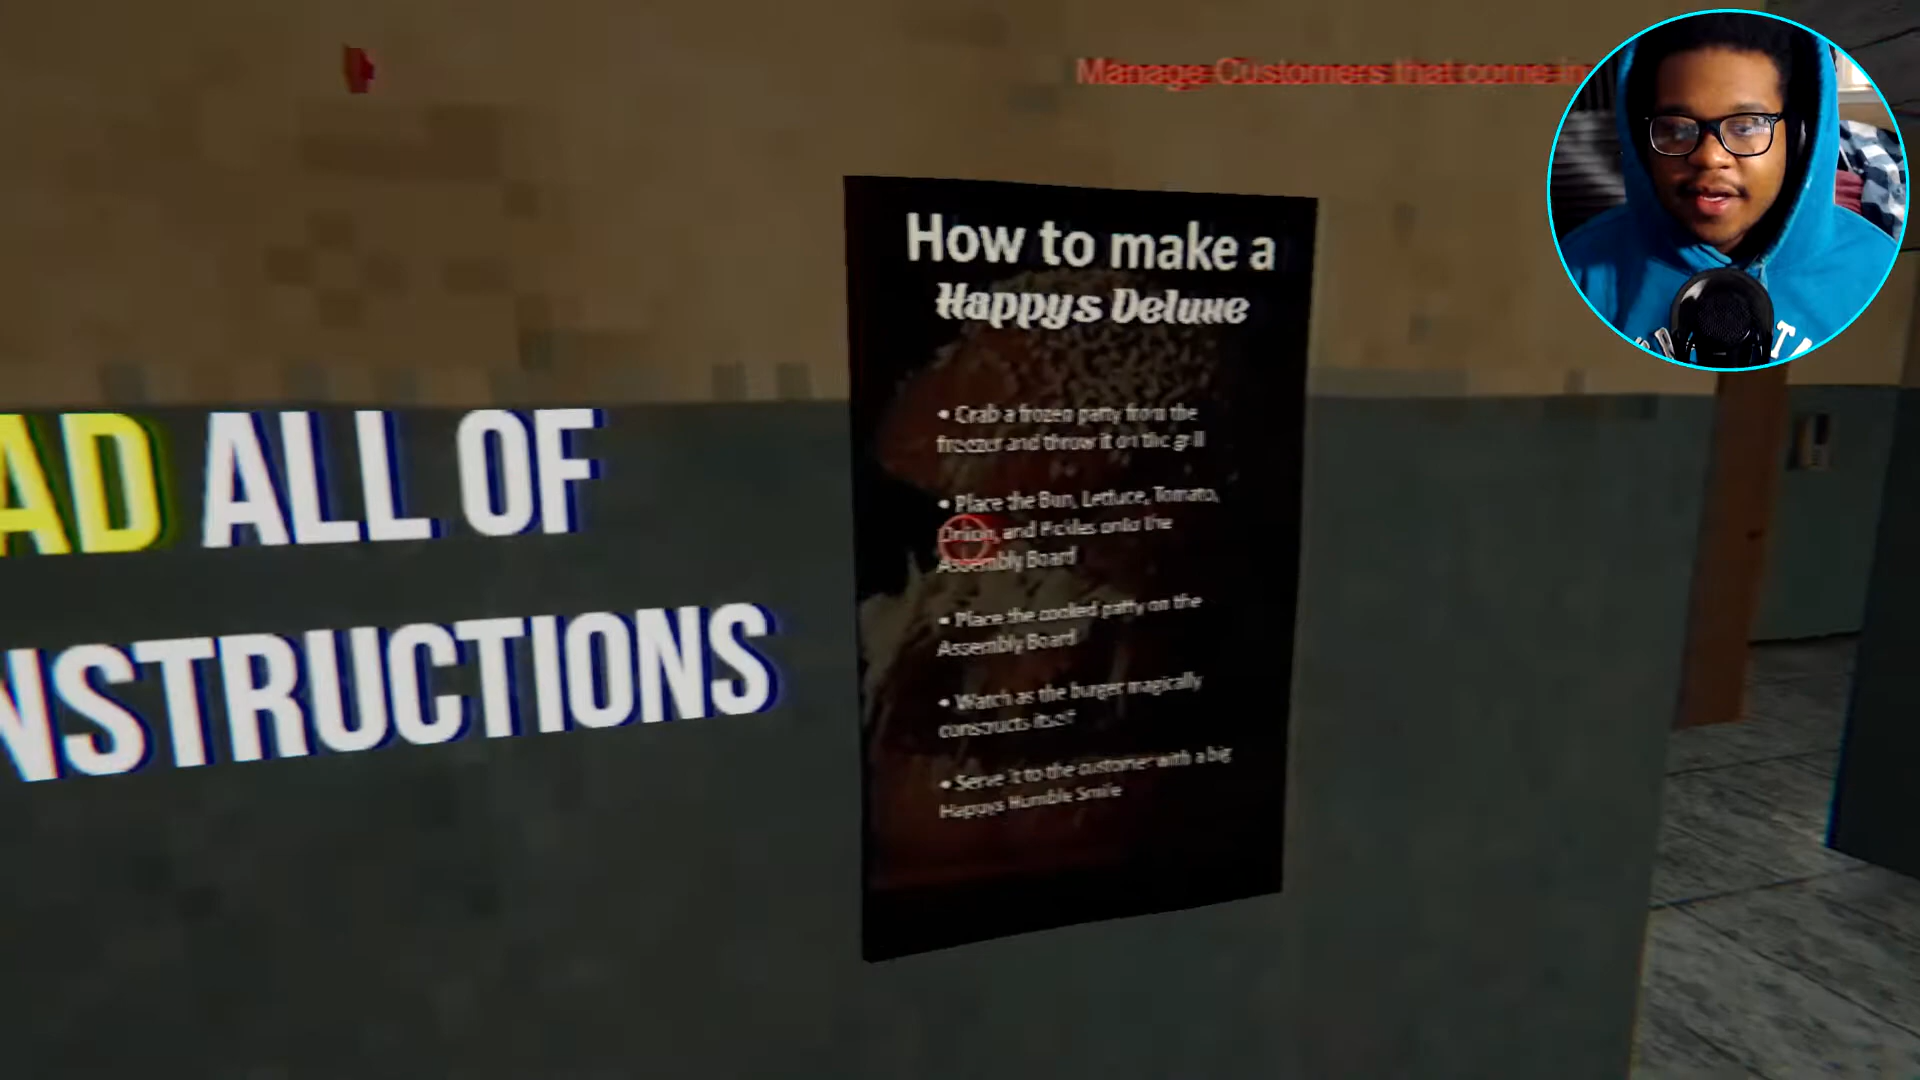 Manage Customers that come in
How to make a
Happys Deluxe
• Grab a frozen patty from the
freezer and throw it on the grill
• Place the Bun, Lettuce, Tomato,
Onion, and Pickles onto the
Assembly Board
• Place the cooked patty on the
Assembly Board
• Watch as the burger magically
constructs itself
• Serve it to the customer with a big
Happys Humble Smile
AD ALL OF
NSTRUCTIONS